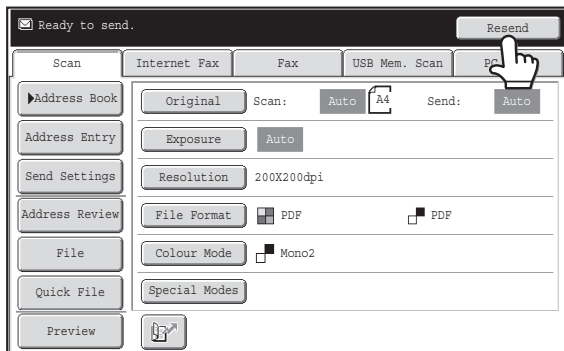 Ready to send.
Resend
Scan Internet Fax Fax USB Mem. Scan PC
Address Book Original Scan: Auto A4 Send: Auto
Address Entry Exposure Auto
Send Settings Resolution 200X200dpi
Address Review File Format PDF PDF
File Colour Mode Mono2
Quick File Special Modes
Preview